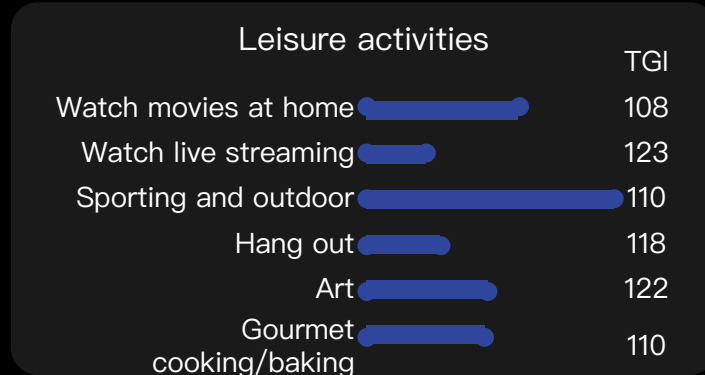 Leisure activities
TGI
Watch movies at home 108
Watch live streaming 123
Sporting and outdoor 110
Hang out 118
Art 122
Gourmet
cooking/baking 110